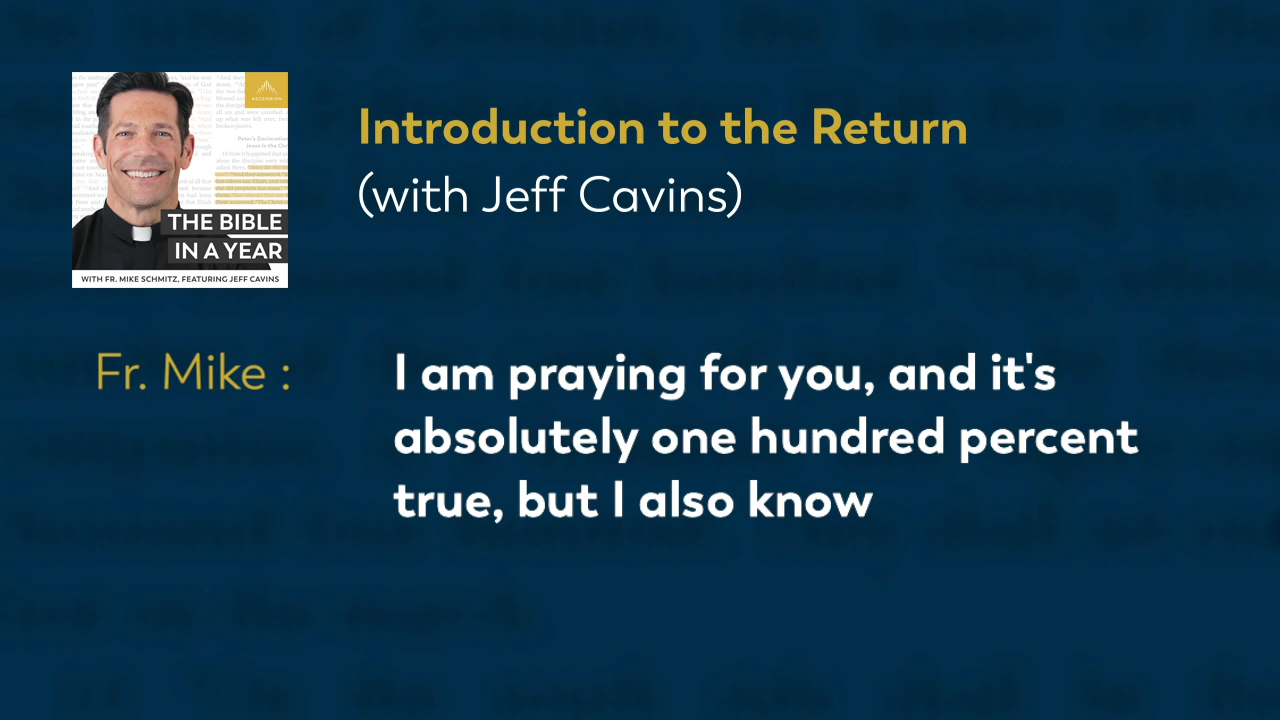 ASCENSION
THE BIBLE
IN A YEAR
WITH FR. MIKE SCHMITZ, FEATURING JEFF CAVINS
Introduction to the Return
(with Jeff Cavins)
Fr. Mike :
I am praying for you, and it's
absolutely one hundred percent
true, but I also know